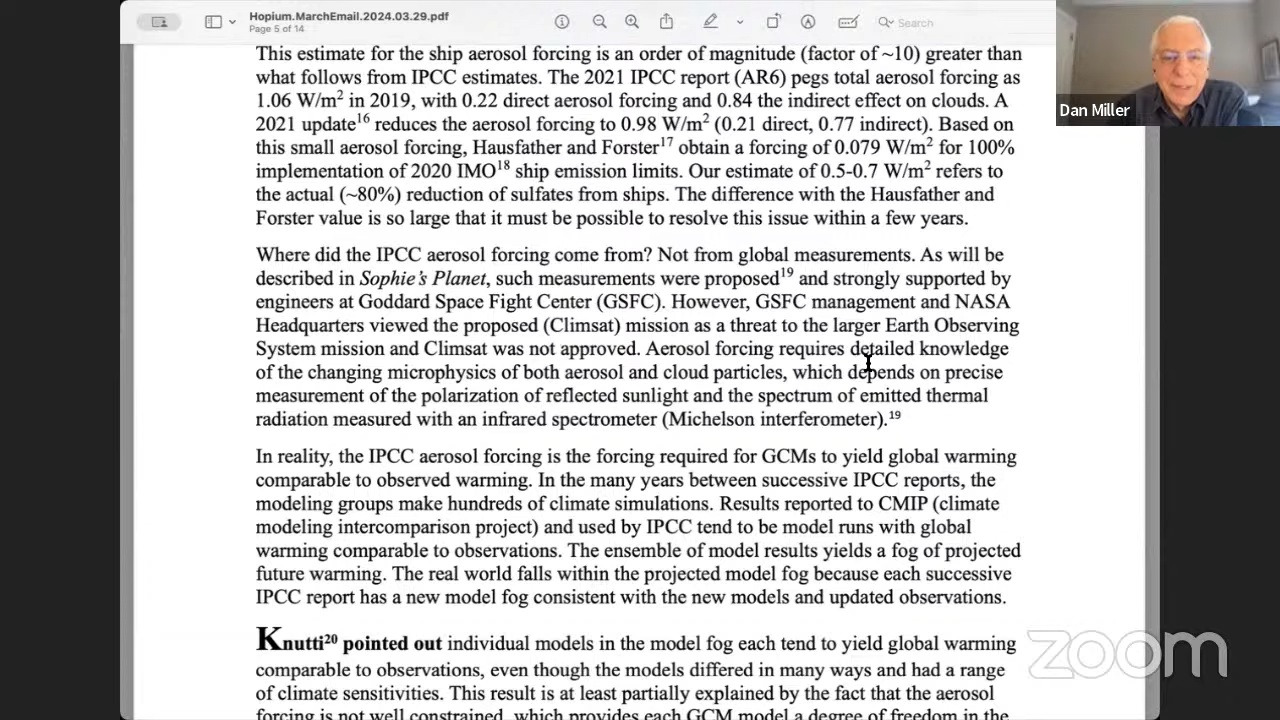 Hopium.MarchEmail.2024.03.29.pdf
Page 5 of 14
Search
Dan Miller
This estimate for the ship aerosol forcing is an order of magnitude (factor of ~10) greater than
what follows from IPCC estimates. The 2021 IPCC report (AR6) pegs total aerosol forcing as
1.06 W/m² in 2019, with 0.22 direct aerosol forcing and 0.84 the indirect effect on clouds. A
2021 update¹⁶ reduces the aerosol forcing to 0.98 W/m² (0.21 direct, 0.77 indirect). Based on
this small aerosol forcing, Hausfather and Forster¹⁷ obtain a forcing of 0.079 W/m² for 100%
implementation of 2020 IMO¹⁸ ship emission limits. Our estimate of 0.5-0.7 W/m² refers to
the actual (~80%) reduction of sulfates from ships. The difference with the Hausfather and
Forster value is so large that it must be possible to resolve this issue within a few years.
Where did the IPCC aerosol forcing come from? Not from global measurements. As will be
described in Sophie's Planet, such measurements were proposed¹⁹ and strongly supported by
engineers at Goddard Space Fight Center (GSFC). However, GSFC management and NASA
Headquarters viewed the proposed (Climsat) mission as a threat to the larger Earth Observing
System mission and Climsat was not approved. Aerosol forcing requires detailed knowledge
of the changing microphysics of both aerosol and cloud particles, which depends on precise
measurement of the polarization of reflected sunlight and the spectrum of emitted thermal
radiation measured with an infrared spectrometer (Michelson interferometer).¹⁹
In reality, the IPCC aerosol forcing is the forcing required for GCMs to yield global warming
comparable to observed warming. In the many years between successive IPCC reports, the
modeling groups make hundreds of climate simulations. Results reported to CMIP (climate
modeling intercomparison project) and used by IPCC tend to be model runs with global
warming comparable to observations. The ensemble of model results yields a fog of projected
future warming. The real world falls within the projected model fog because each successive
IPCC report has a new model fog consistent with the new models and updated observations.
Knutti²⁰ pointed out individual models in the model fog each tend to yield global warming
comparable to observations, even though the models differed in many ways and had a range
of climate sensitivities. This result is at least partially explained by the fact that the aerosol
forcing is not well constrained, which provides each GCM model a degree of freedom in the
zoom